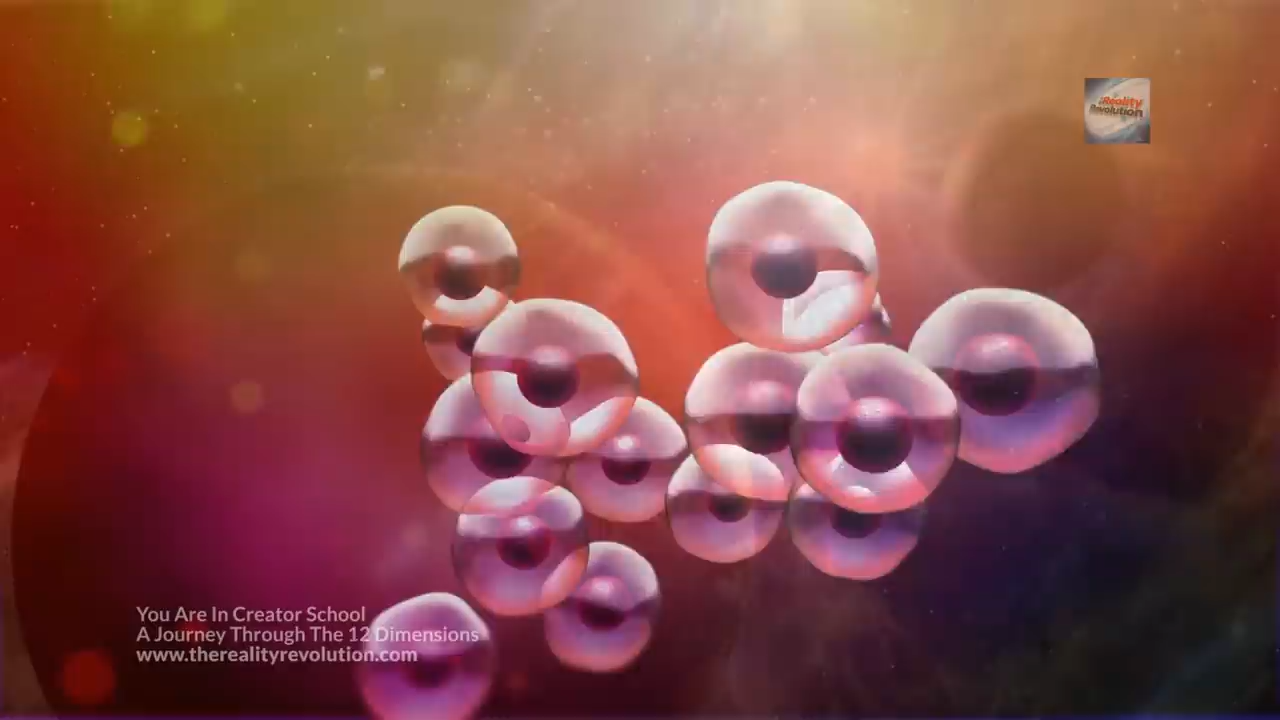 Reality
Revolution
You Are In Creator School
A Journey Through The 12 Dimensions
www.therealityrevolution.com